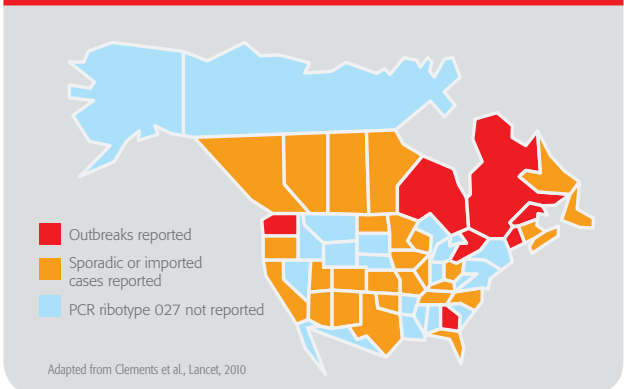 Outbreaks reported
Sporadic or imported
cases reported
PCR ribotype 027 not reported
Adapted from Clements et al., Lancet, 2010